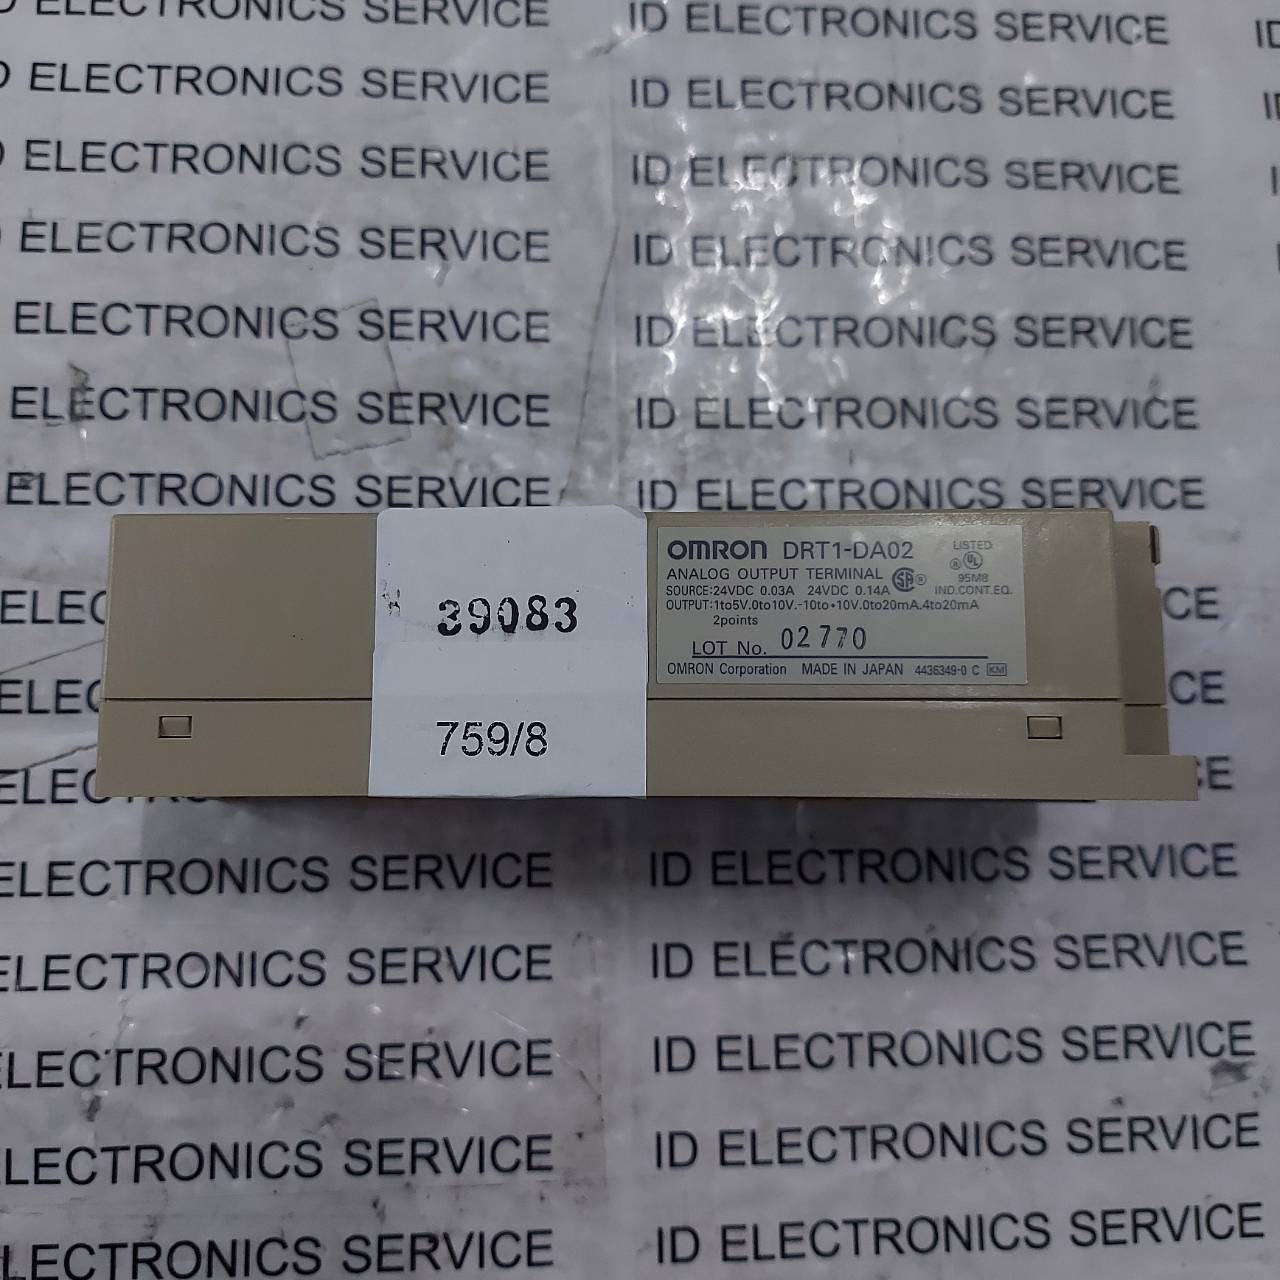 ELECTRONICS SERVICE ID ELECTRONICS SERVICE ID
ELECTRONICS SERVICE ID ELECTRONICS SERVICE
ELECTRONICS SERVICE ID ELECTRONICS SERVICE
ELECTRONICS SERVICE ID ELECTRONICS SERVICE
ELECTRONICS SERVICE ID ELECTRONICS SERVICE
ELECTRONICS SERVICE ID ELECTRONICS SERVICE
ELECTRONICS SERVICE ID ELECTRONICS SERVICE
39083
759/8
OMRON DRT1-DA02
LISTED
UL
95M8
IND.CONT.EQ.
ANALOG OUTPUT TERMINAL
SOURCE:24VDC 0.03A 24VDC 0.14A
OUTPUT:1to5V.0to10V.-10to+10V.0to20mA.4to20mA
2points
LOT No. 02770
OMRON Corporation MADE IN JAPAN 4436349-0 C KM
ELECTRONICS SERVICE ID ELECTRONICS SERVICE
ELECTRONICS SERVICE ID ELECTRONICS SERVICE
ELECTRONICS SERVICE ID ELECTRONICS SERVICE
LECTRONICS SERVICE ID ELECTRONICS SERVICE
LECTRONICS SERVICE ID ELECTRONICS SERVICE